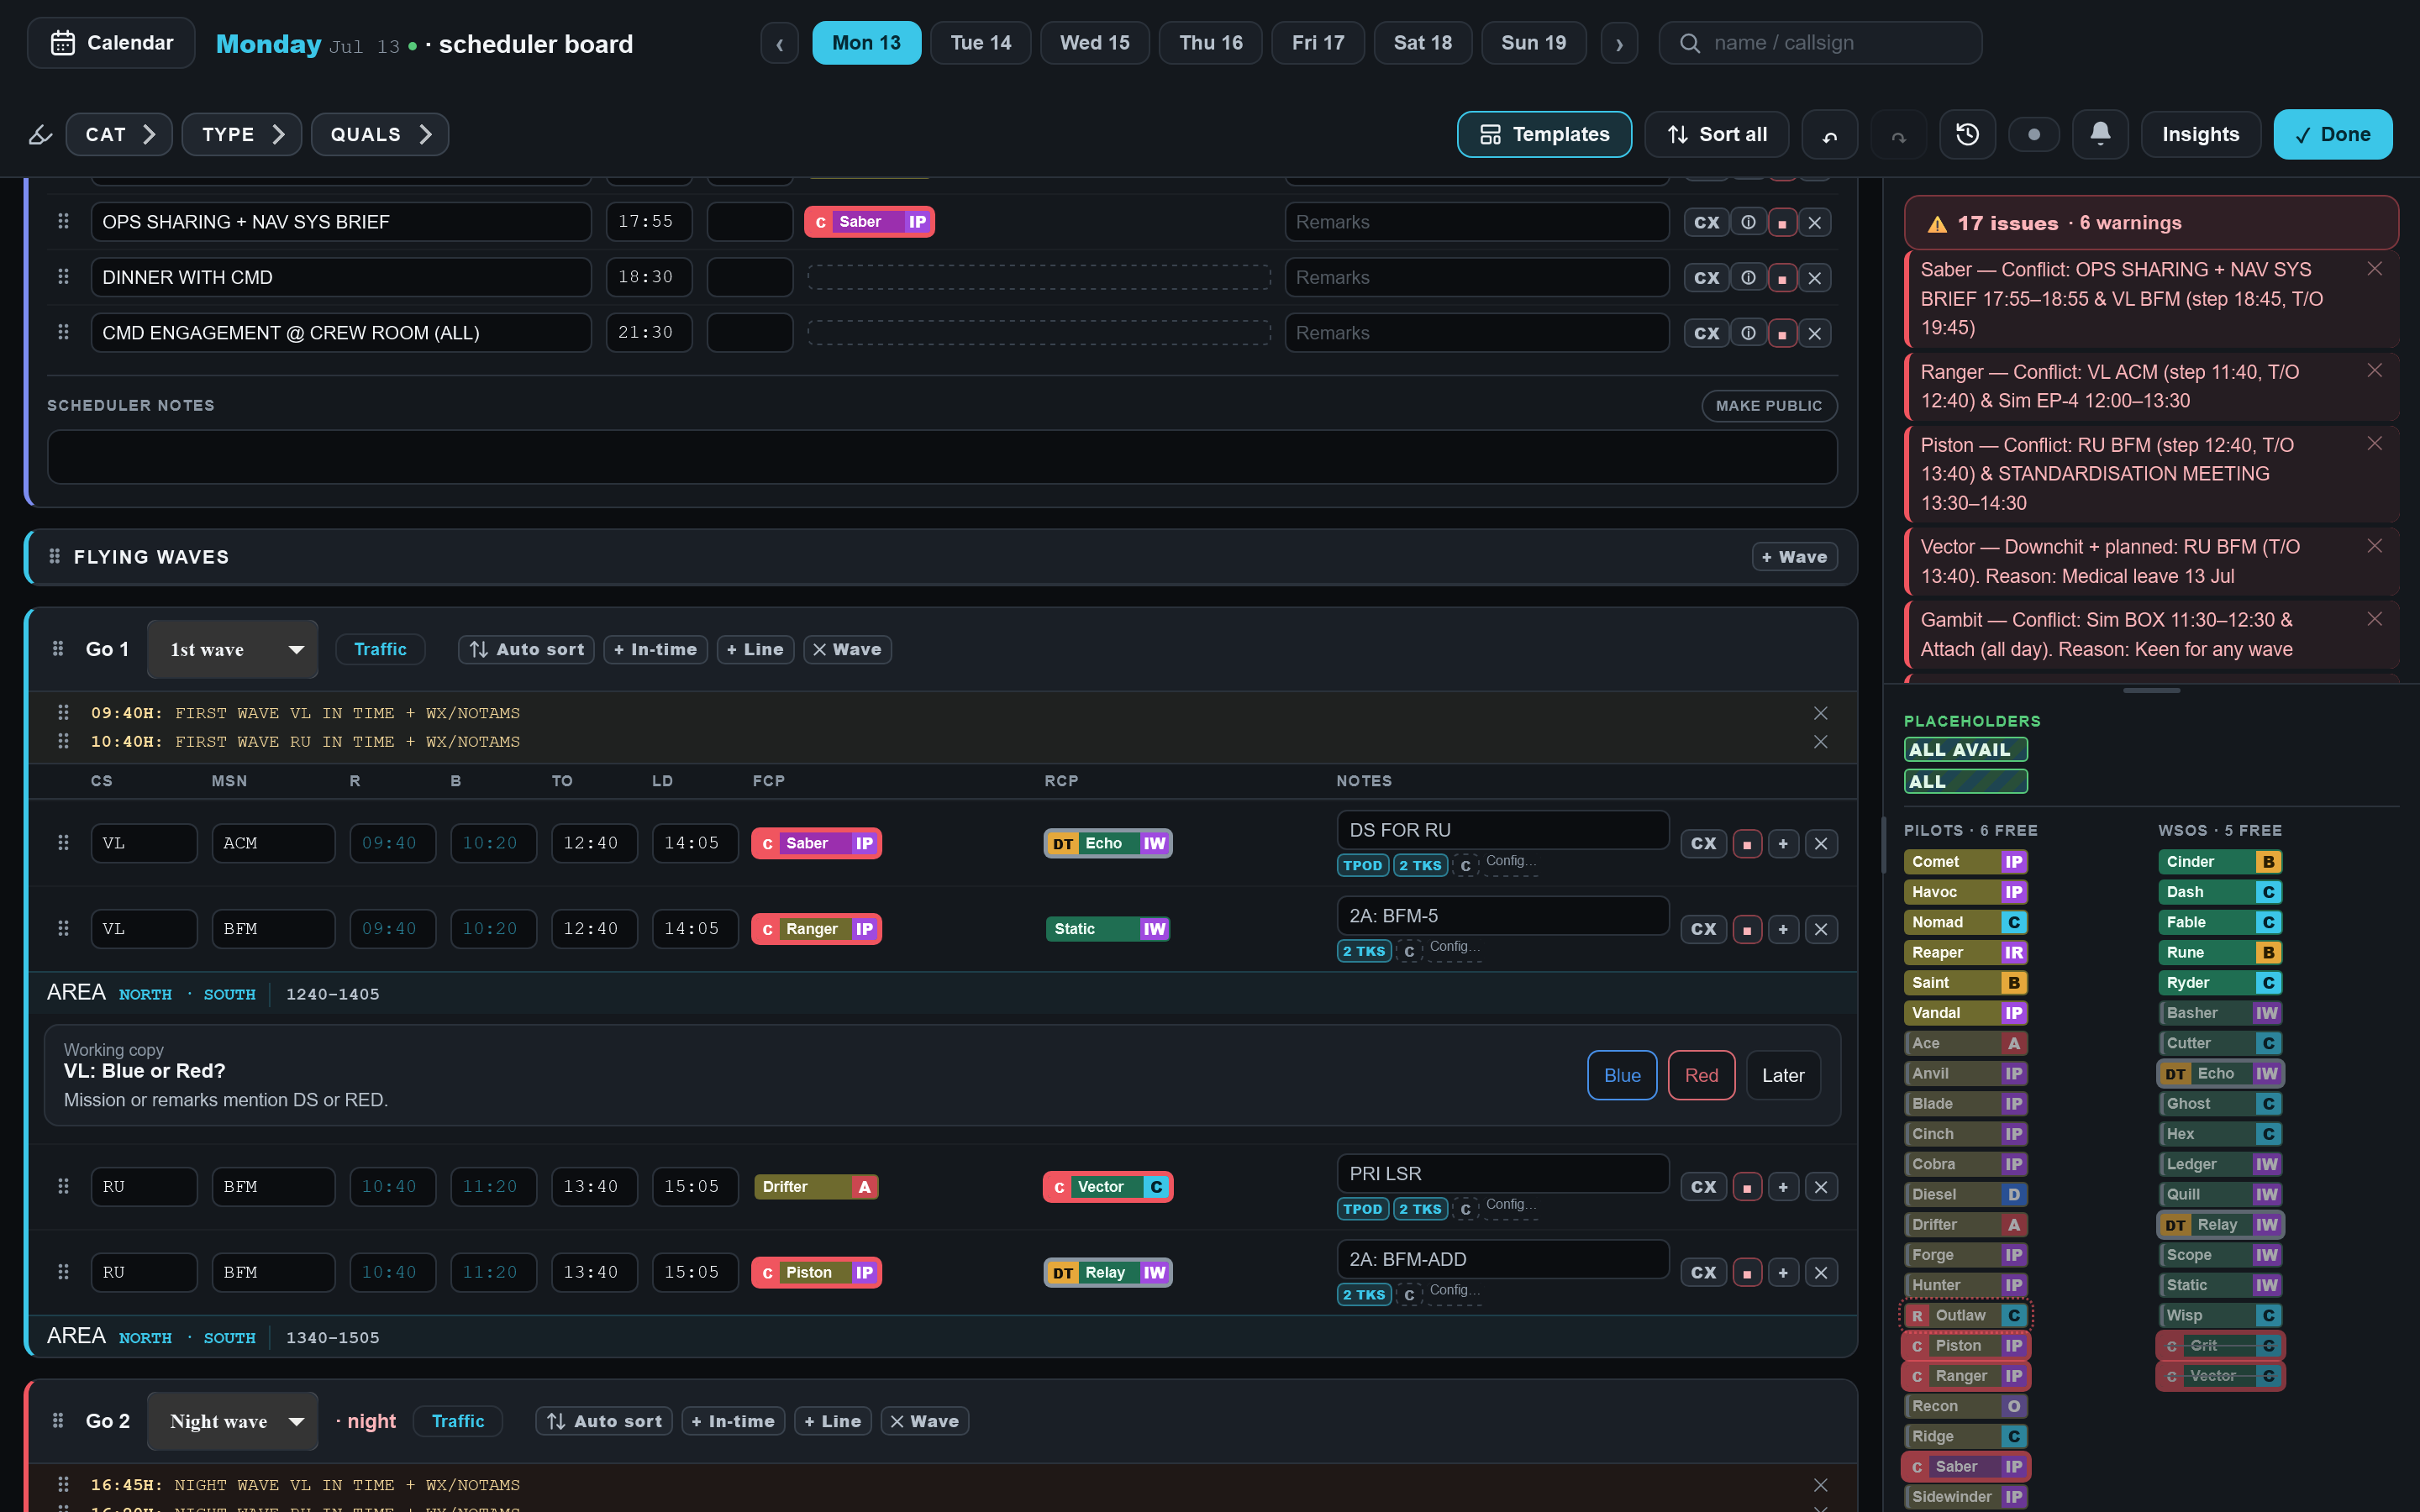 Calendar
Monday Jul 13 · scheduler board
‹ Mon 13 Tue 14 Wed 15 Thu 16 Fri 17 Sat 18 Sun 19 ›
name / callsign
CAT TYPE QUALS
Templates Sort all Insights ✓ Done
OPS SHARING + NAV SYS BRIEF 17:55 C Saber IP Remarks CX
DINNER WITH CMD 18:30 Remarks CX
CMD ENGAGEMENT @ CREW ROOM (ALL) 21:30 Remarks CX
SCHEDULER NOTES MAKE PUBLIC
FLYING WAVES + Wave
Go 1 1st wave Traffic Auto sort + In-time + Line × Wave
09:40H: FIRST WAVE VL IN TIME + WX/NOTAMS
10:40H: FIRST WAVE RU IN TIME + WX/NOTAMS
CS MSN R B TO LD FCP RCP NOTES
VL ACM 09:40 10:20 12:40 14:05 C Saber IP DT Echo IW DS FOR RU CX +
TPOD 2 TKS C Config...
VL BFM 09:40 10:20 12:40 14:05 C Ranger IP Static IW 2A: BFM-5 CX +
2 TKS C Config...
AREA NORTH · SOUTH 1240-1405
Working copy
VL: Blue or Red?
Mission or remarks mention DS or RED.
Blue Red Later
RU BFM 10:40 11:20 13:40 15:05 Drifter A C Vector C PRI LSR CX +
TPOD 2 TKS C Config...
RU BFM 10:40 11:20 13:40 15:05 C Piston IP DT Relay IW 2A: BFM-ADD CX +
2 TKS C Config...
AREA NORTH · SOUTH 1340-1505
Go 2 Night wave · night Traffic Auto sort + In-time + Line × Wave
16:45H: NIGHT WAVE VL IN TIME + WX/NOTAMS
17 issues · 6 warnings
Saber — Conflict: OPS SHARING + NAV SYS
BRIEF 17:55–18:55 & VL BFM (step 18:45, T/O
19:45)
Ranger — Conflict: VL ACM (step 11:40, T/O
12:40) & Sim EP-4 12:00–13:30
Piston — Conflict: RU BFM (step 12:40, T/O
13:40) & STANDARDISATION MEETING
13:30–14:30
Vector — Downchit + planned: RU BFM (T/O
13:40). Reason: Medical leave 13 Jul
Gambit — Conflict: Sim BOX 11:30–12:30 &
Attach (all day). Reason: Keen for any wave
PLACEHOLDERS
ALL AVAIL
ALL
PILOTS · 6 FREE
Comet IP
Havoc IP
Nomad C
Reaper IR
Saint B
Vandal IP
Ace A
Anvil IP
Blade IP
Cinch IP
Cobra IP
Diesel D
Drifter A
Forge IP
Hunter IP
R Outlaw C
C Piston IP
C Ranger IP
Recon O
Ridge C
C Saber IP
Sidewinder IP
WSOS · 5 FREE
Cinder B
Dash C
Fable C
Rune B
Ryder C
Basher IW
Cutter C
DT Echo IW
Ghost C
Hex C
Ledger IW
Quill IW
DT Relay IW
Scope IW
Static IW
Wisp C
C Grit C
C Vector C